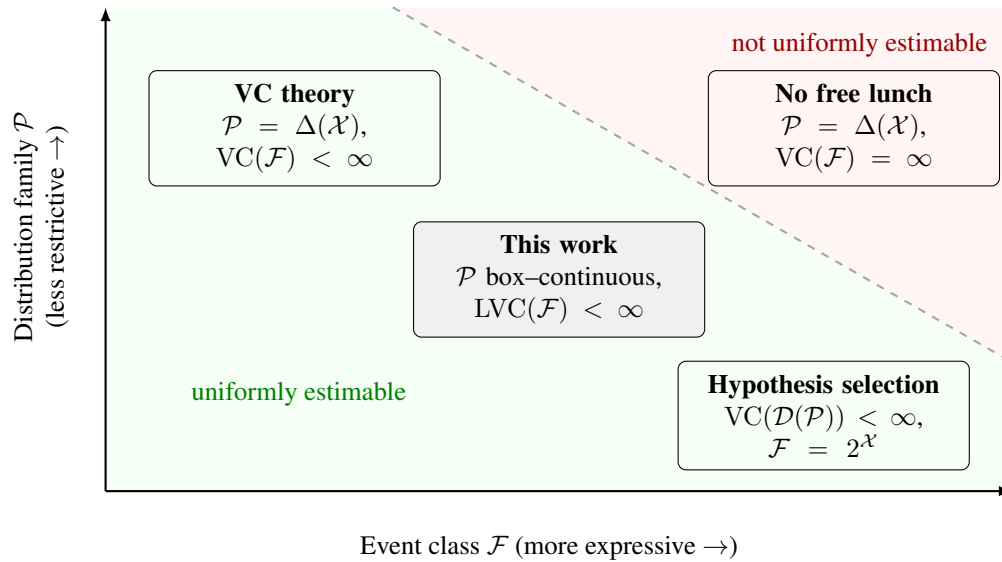 not uniformly estimable
VC theory
𝒫 = Δ(𝒳),
VC(ℱ) < ∞
No free lunch
𝒫 = Δ(𝒳),
VC(ℱ) = ∞
This work
𝒫 box–continuous,
LVC(ℱ) < ∞
Hypothesis selection
VC(𝒟(𝒫)) < ∞,
ℱ = 2^𝒳
uniformly estimable
Distribution family 𝒫
(less restrictive →)
Event class ℱ (more expressive →)